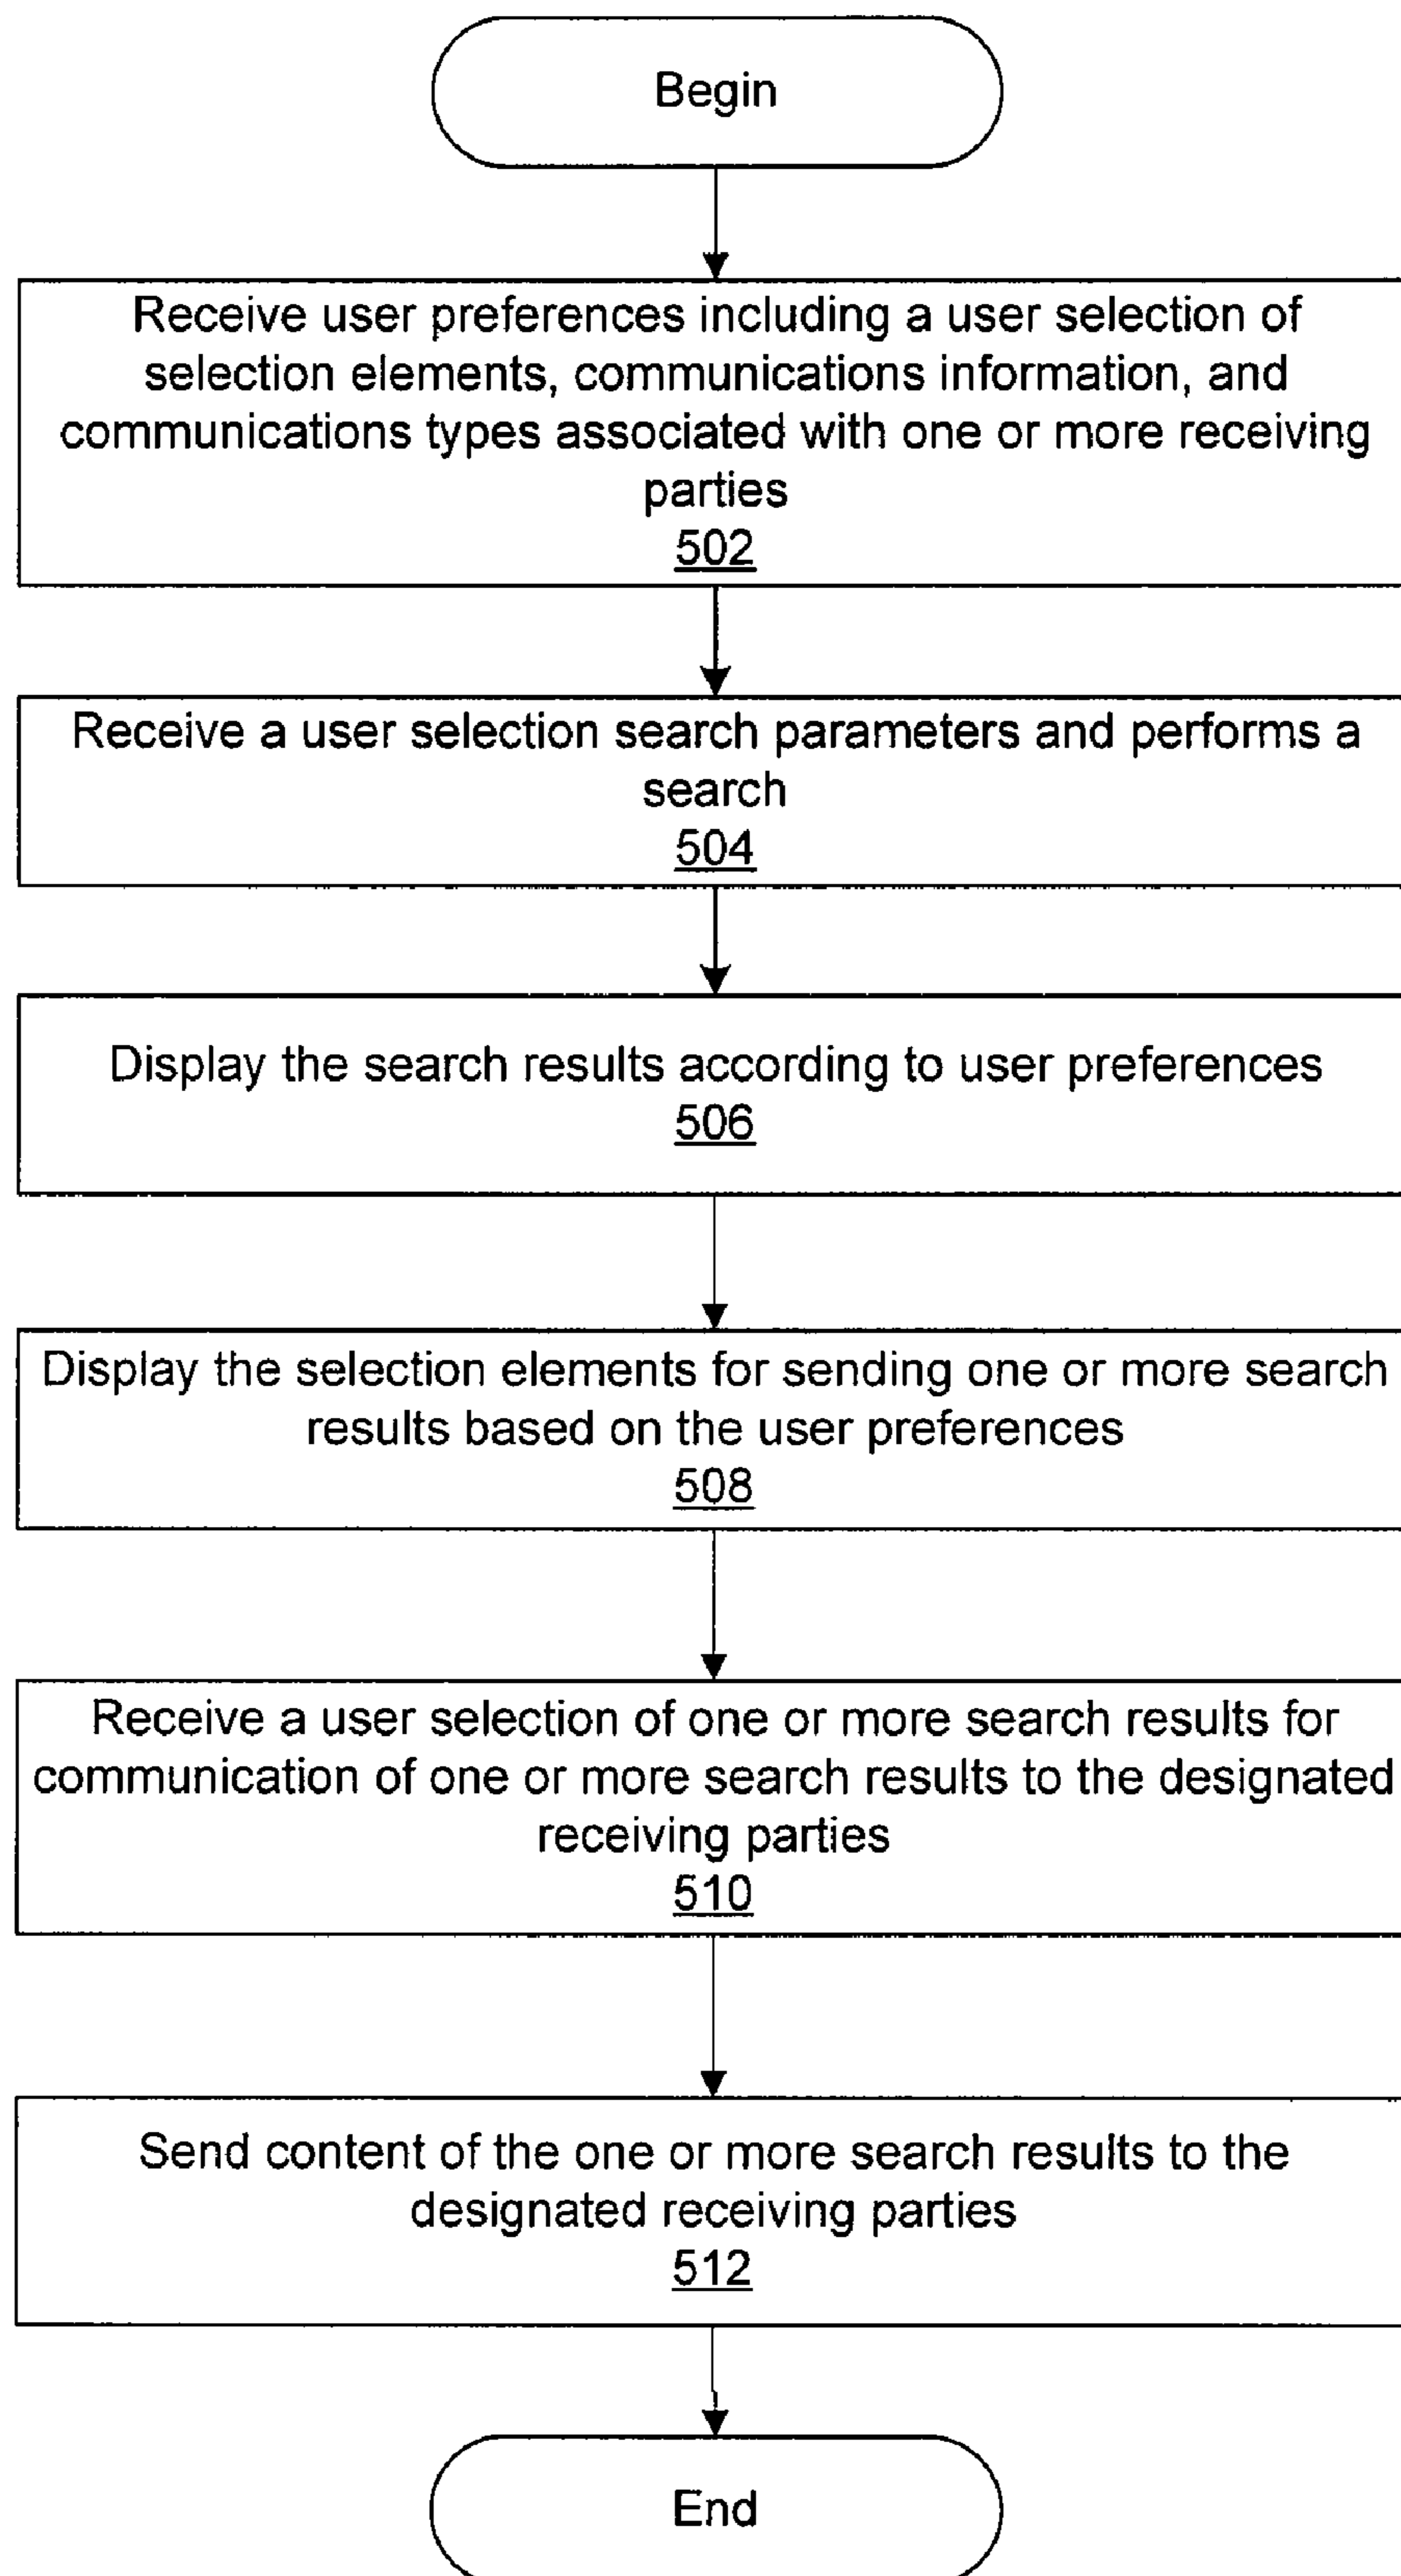 Begin
Receive user preferences including a user selection of
selection elements, communications information, and
communications types associated with one or more receiving
parties
502
Receive a user selection search parameters and performs a
search
504
Display the search results according to user preferences
506
Display the selection elements for sending one or more search
results based on the user preferences
508
Receive a user selection of one or more search results for
communication of one or more search results to the designated
receiving parties
510
Send content of the one or more search results to the
designated receiving parties
512
End